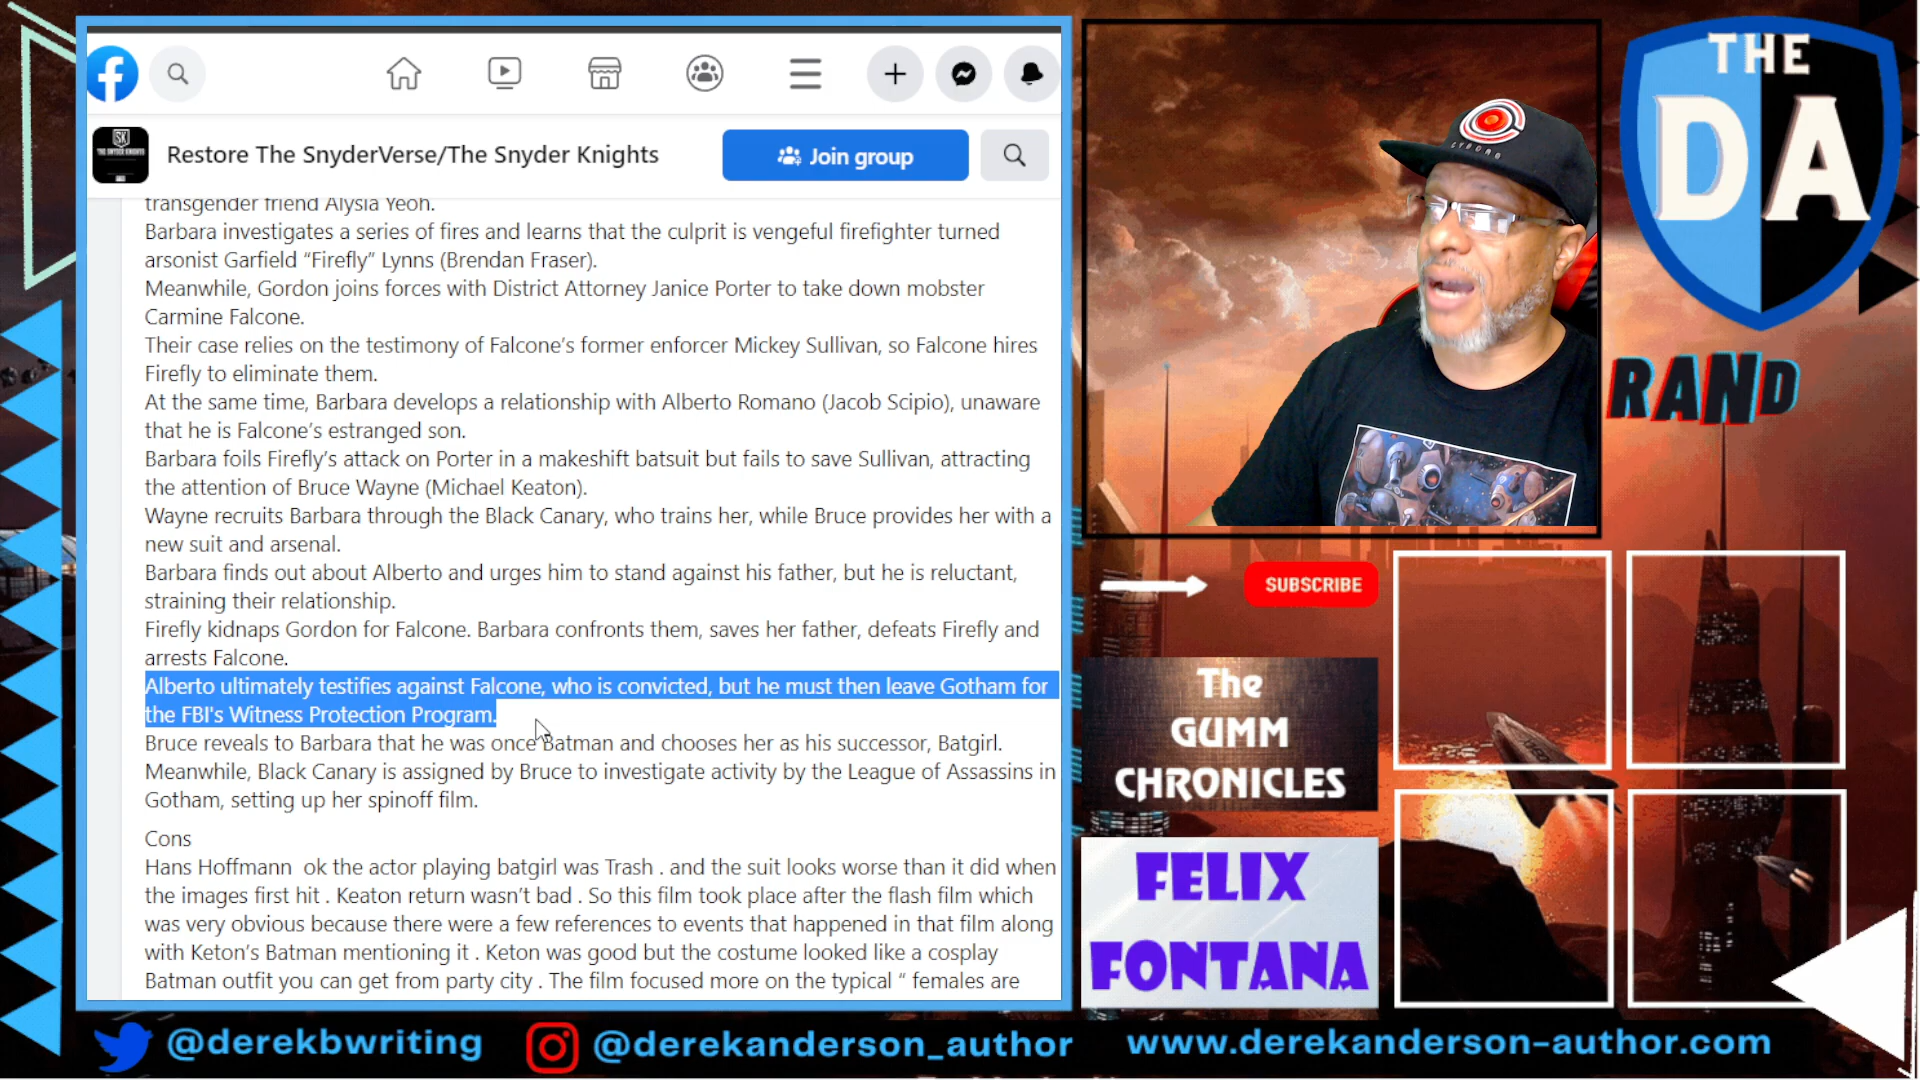 Restore The SnyderVerse/The Snyder Knights
Join group
transgender friend Alysia Yeoh.
Barbara investigates a series of fires and learns that the culprit is vengeful firefighter turned
arsonist Garfield “Firefly” Lynns (Brendan Fraser).
Meanwhile, Gordon joins forces with District Attorney Janice Porter to take down mobster
Carmine Falcone.
Their case relies on the testimony of Falcone’s former enforcer Mickey Sullivan, so Falcone hires
Firefly to eliminate them.
At the same time, Barbara develops a relationship with Alberto Romano (Jacob Scipio), unaware
that he is Falcone’s estranged son.
Barbara foils Firefly’s attack on Porter in a makeshift batsuit but fails to save Sullivan, attracting
the attention of Bruce Wayne (Michael Keaton).
Wayne recruits Barbara through the Black Canary, who trains her, while Bruce provides her with a
new suit and arsenal.
Barbara finds out about Alberto and urges him to stand against his father, but he is reluctant,
straining their relationship.
Firefly kidnaps Gordon for Falcone. Barbara confronts them, saves her father, defeats Firefly and
arrests Falcone.
Alberto ultimately testifies against Falcone, who is convicted, but he must then leave Gotham for
the FBI's Witness Protection Program.
Bruce reveals to Barbara that he was once Batman and chooses her as his successor, Batgirl.
Meanwhile, Black Canary is assigned by Bruce to investigate activity by the League of Assassins in
Gotham, setting up her spinoff film.
Cons
Hans Hoffmann  ok the actor playing batgirl was Trash . and the suit looks worse than it did when
the images first hit . Keaton return wasn’t bad . So this film took place after the flash film which
was very obvious because there were a few references to events that happened in that film along
with Keton’s Batman mentioning it . Keton was good but the costume looked like a cosplay
Batman outfit you can get from party city . The film focused more on the typical “ females are
CYBORG
THE
DA
RAND
SUBSCRIBE
The
GUMM
CHRONICLES
FELIX
FONTANA
@derekbwriting
@derekanderson_author
www.derekanderson-author.com